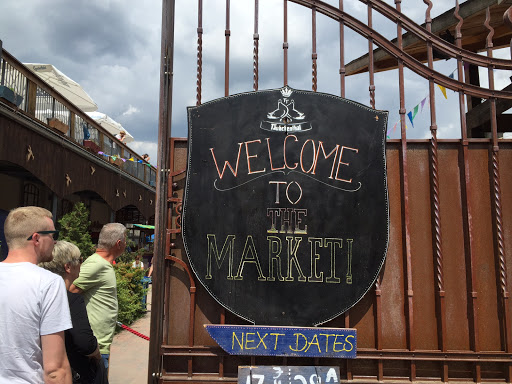 WELCOME
TO
THE
MARKET!
NEXT DATES